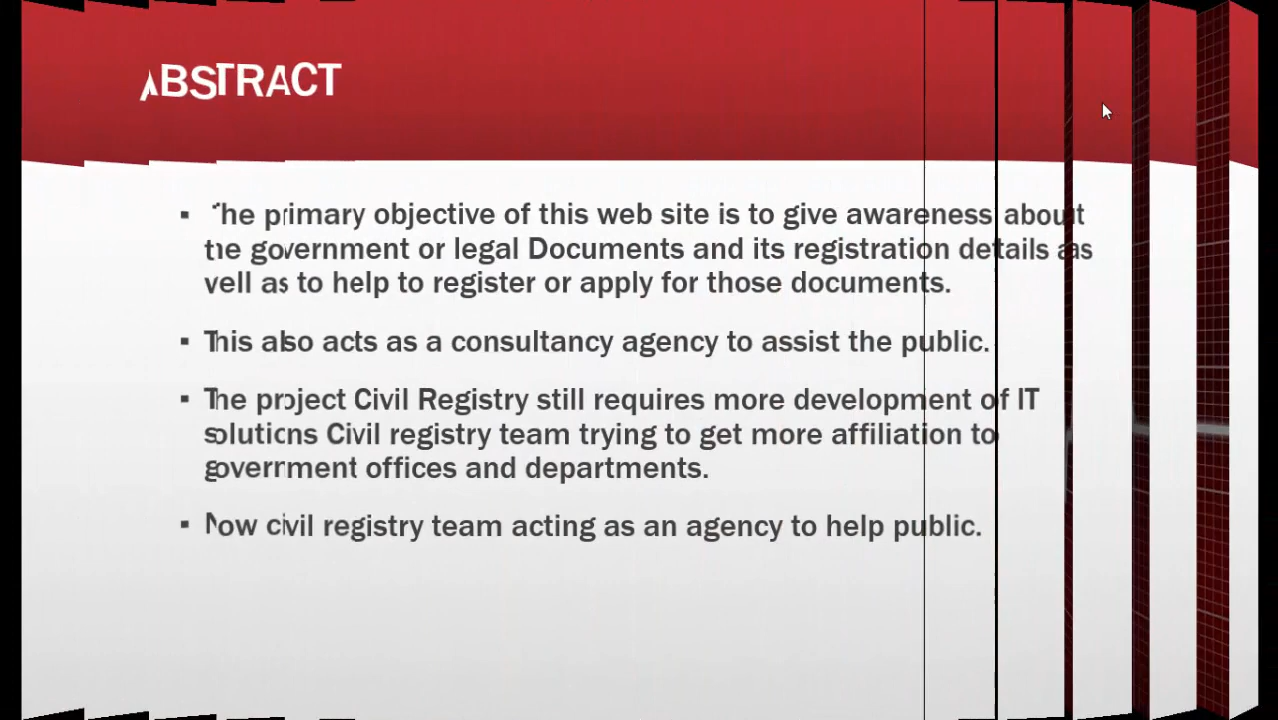 ABSTRACT
▪ The primary objective of this web site is to give awareness about
the government or legal Documents and its registration details as
well as to help to register or apply for those documents.
▪ This also acts as a consultancy agency to assist the public.
▪ The project Civil Registry still requires more development of IT
solutions Civil registry team trying to get more affiliation to
government offices and departments.
▪ Now civil registry team acting as an agency to help public.